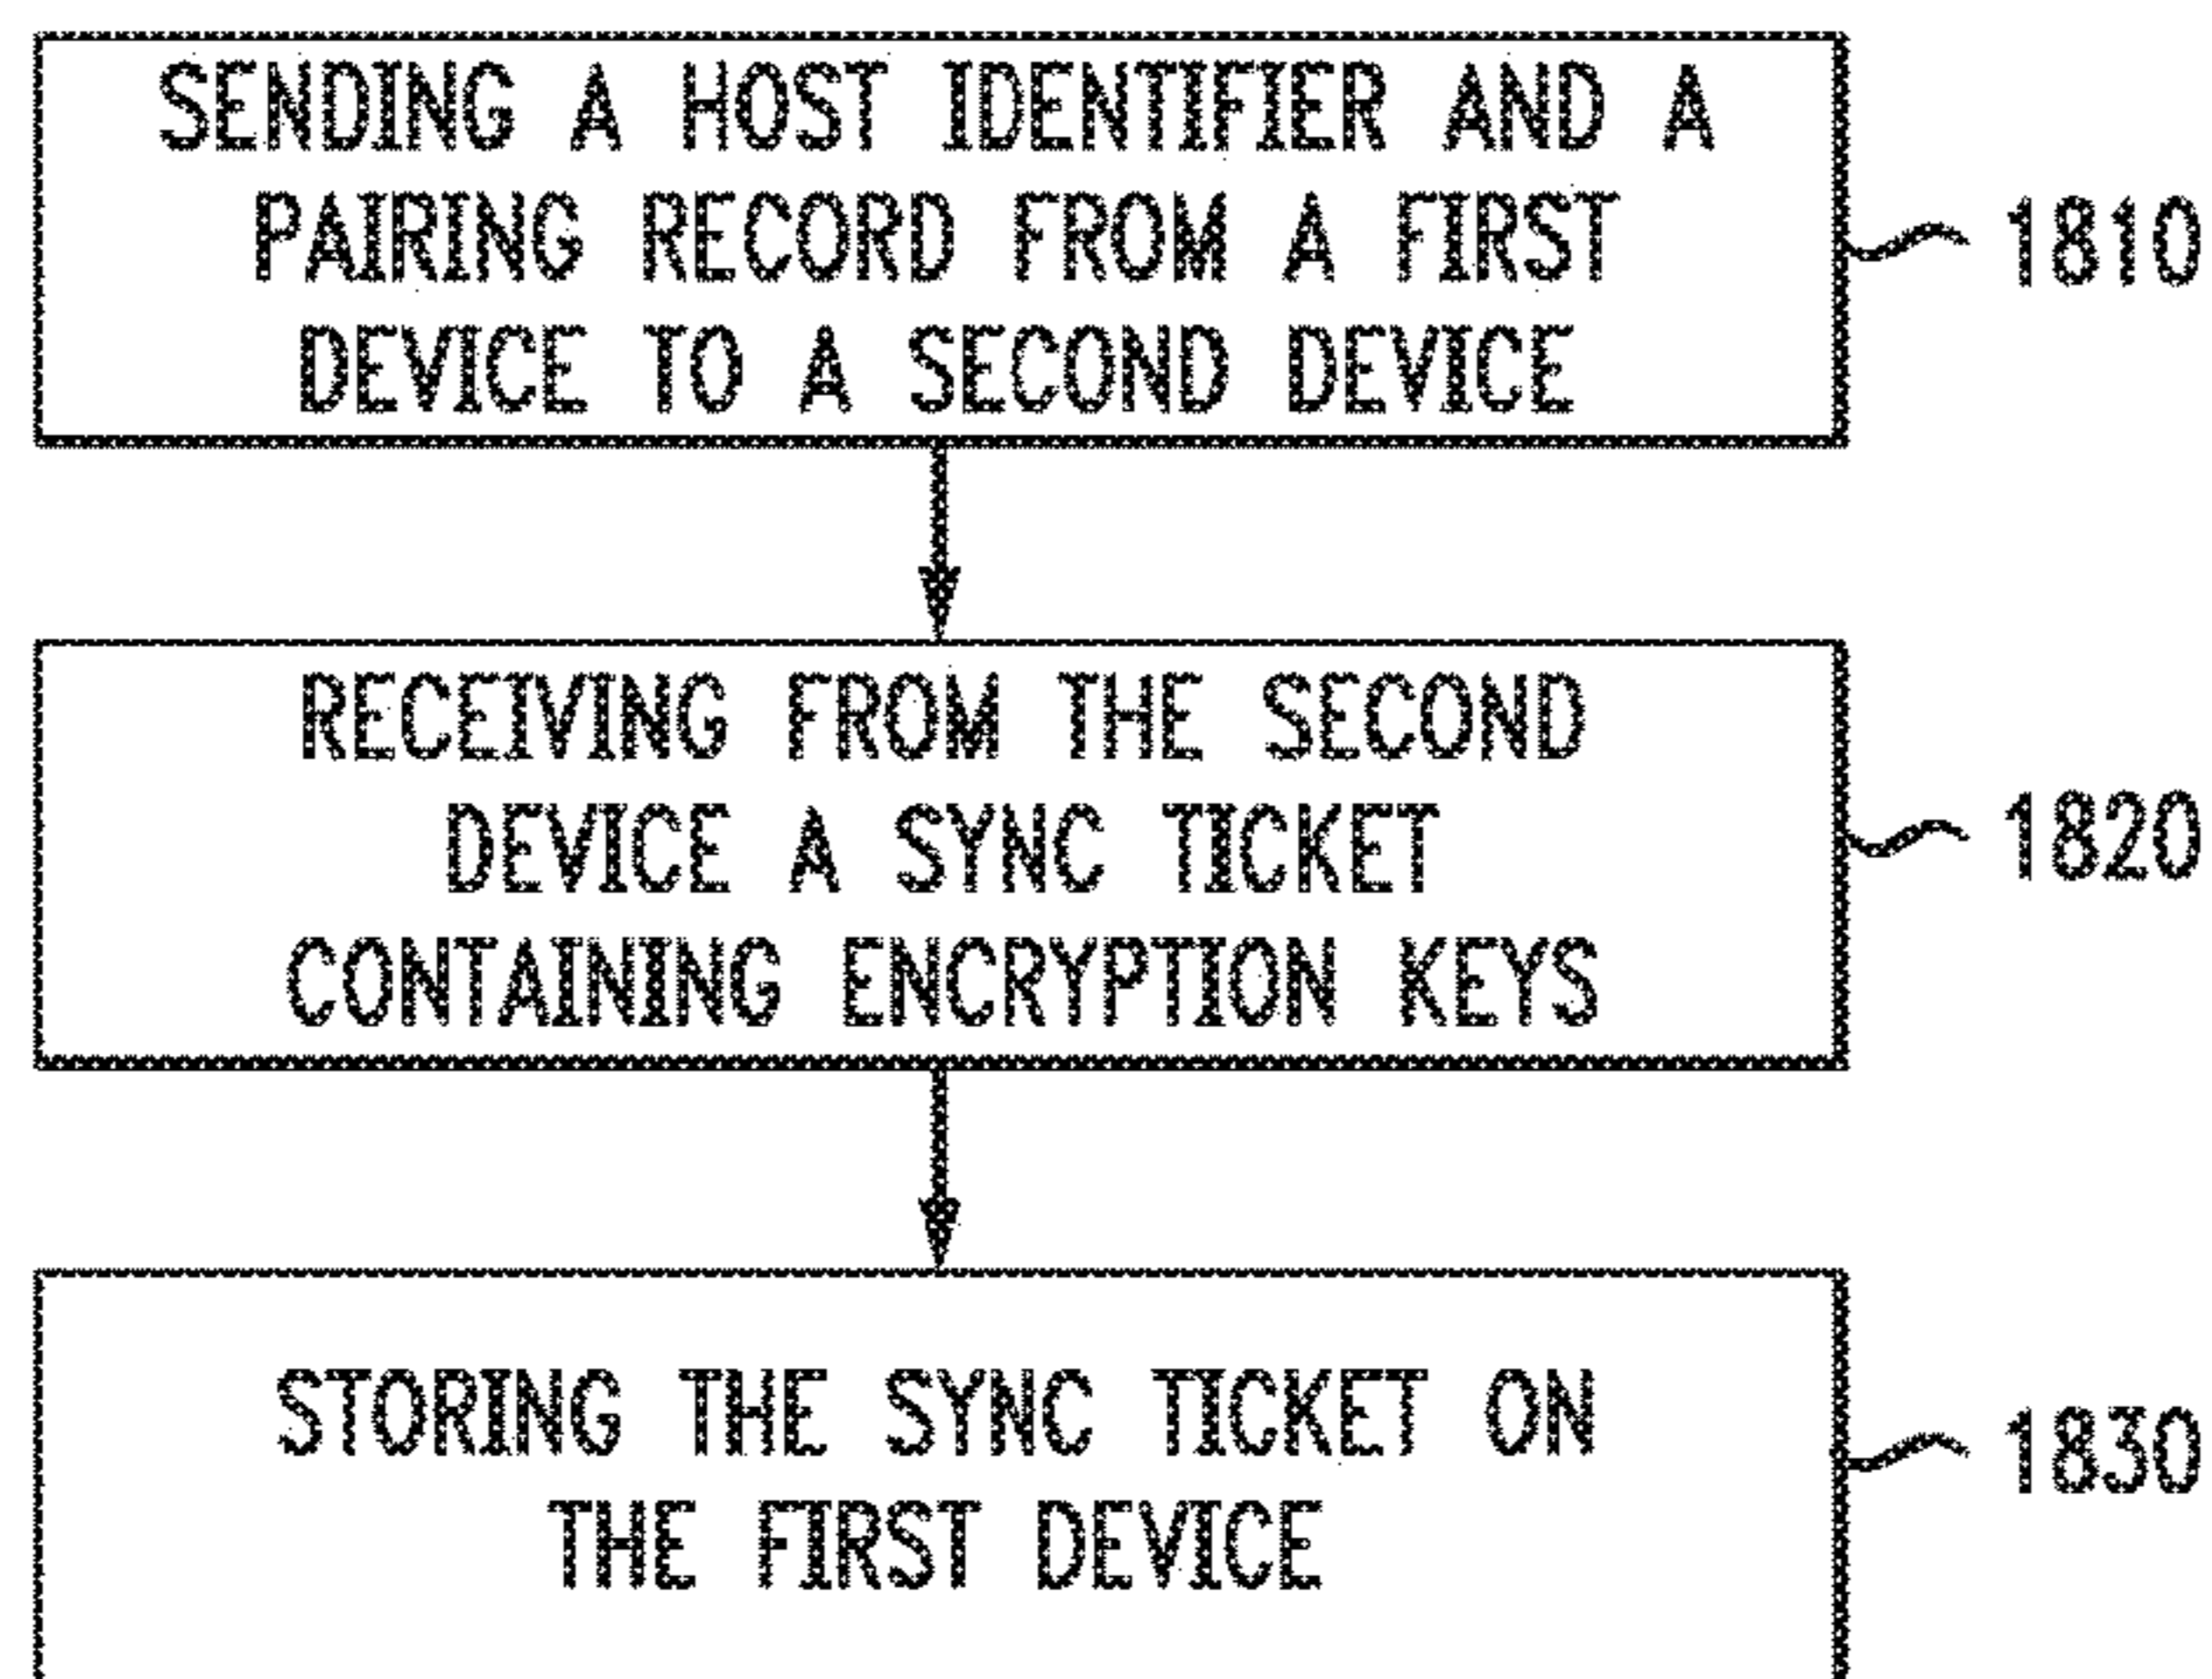 SENDING A HOST IDENTIFIER AND A
PAIRING RECORD FROM A FIRST
DEVICE TO A SECOND DEVICE
1810
RECEIVING FROM THE SECOND
DEVICE A SYNC TICKET
CONTAINING ENCRYPTION KEYS
1820
STORING THE SYNC TICKET ON
THE FIRST DEVICE
1830